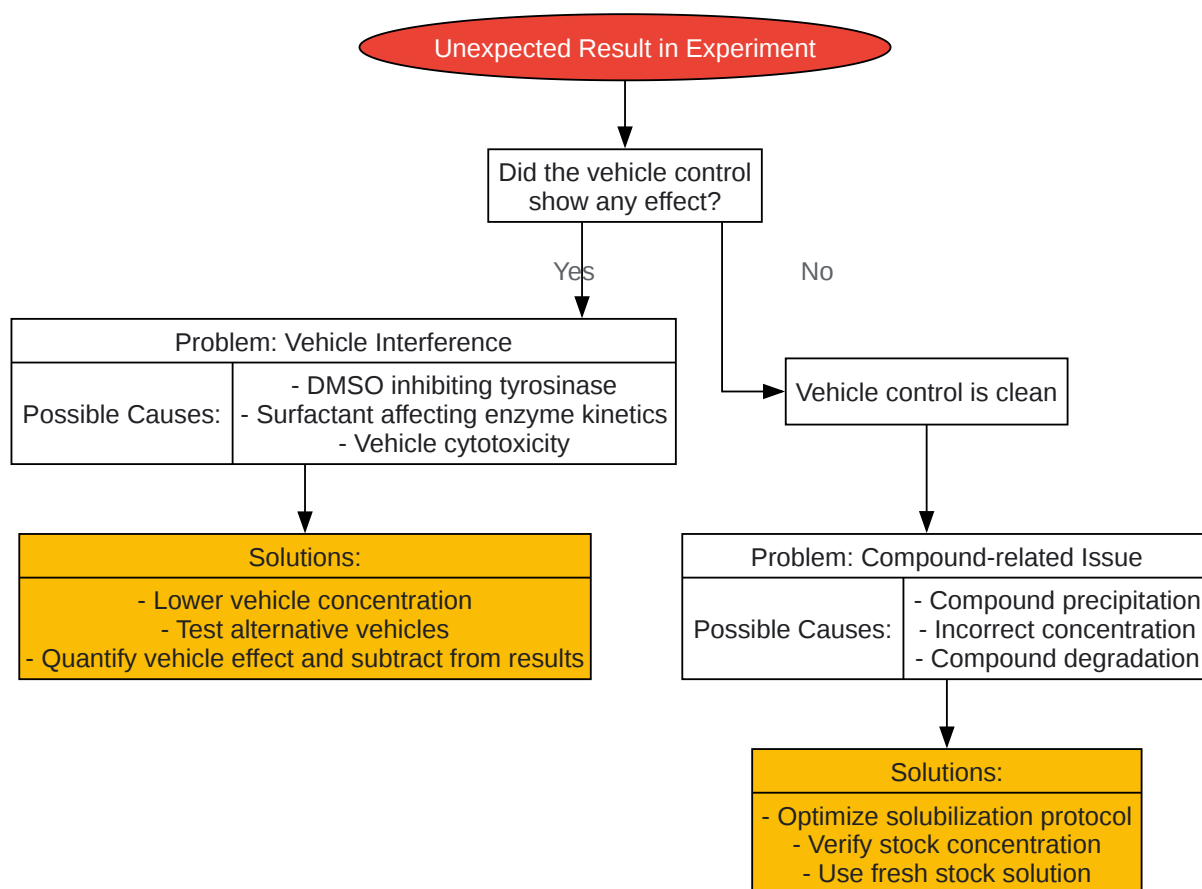 Unexpected Result in Experiment
Did the vehicle control
show any effect?
Yes
No
Problem: Vehicle Interference
Possible Causes:
- DMSO inhibiting tyrosinase
- Surfactant affecting enzyme kinetics
- Vehicle cytotoxicity
Vehicle control is clean
Solutions:
- Lower vehicle concentration
- Test alternative vehicles
- Quantify vehicle effect and subtract from results
Problem: Compound-related Issue
Possible Causes:
- Compound precipitation
- Incorrect concentration
- Compound degradation
Solutions:
- Optimize solubilization protocol
- Verify stock concentration
- Use fresh stock solution